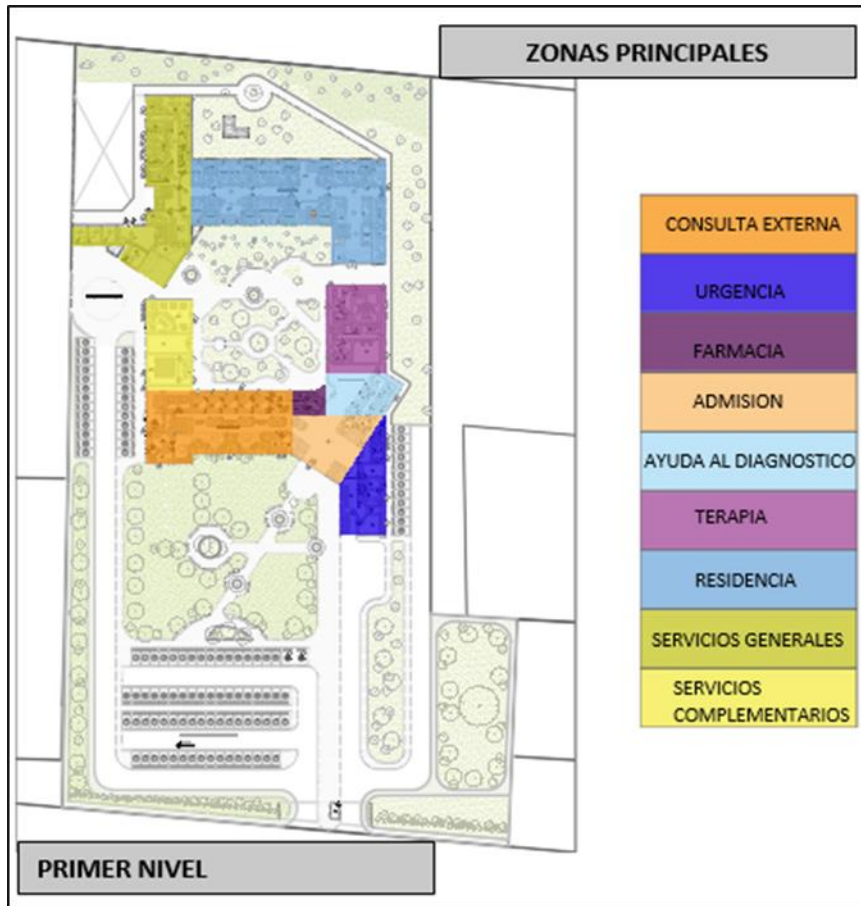 ZONAS PRINCIPALES
CONSULTA EXTERNA
URGENCIA
FARMACIA
ADMISION
AYUDA AL DIAGNOSTICO
TERAPIA
RESIDENCIA
SERVICIOS GENERALES
SERVICIOS
COMPLEMENTARIOS
PRIMER NIVEL